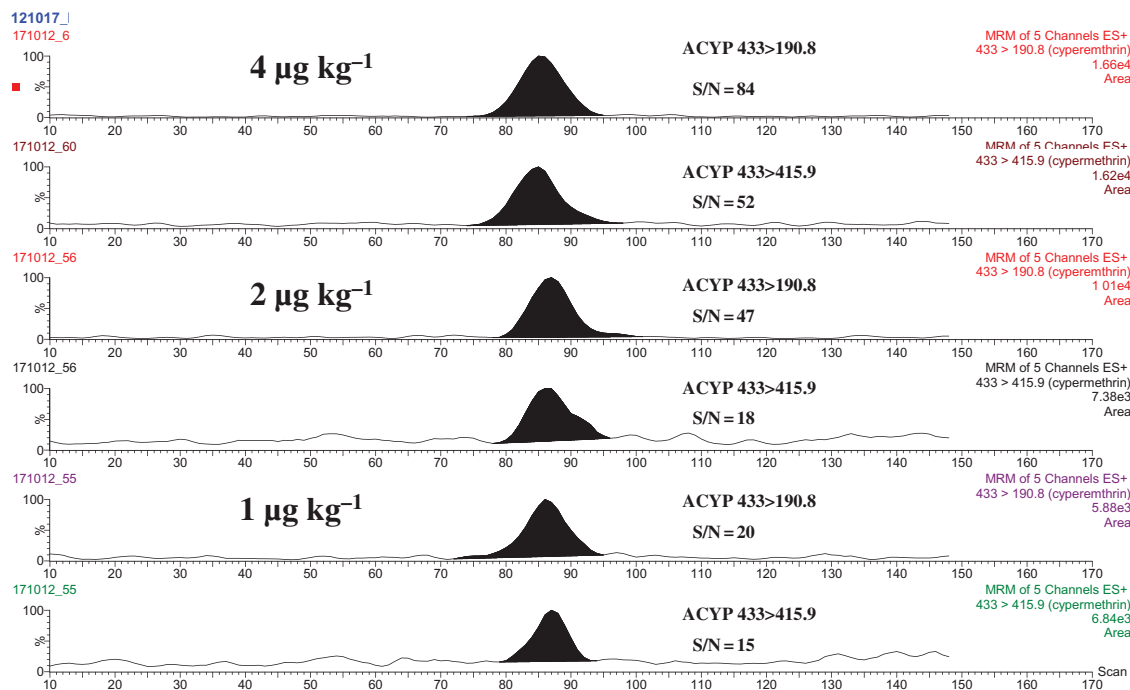 121017_
171012_6
MRM of 5 Channels ES+
433 > 190.8 (cyperemthrin)
1.66e4
Area
100
%
4 µg kg–1
ACYP 433>190.8
S/N = 84
0
10 20 30 40 50 60 70 80 90 100 110 120 130 140 150 160 170
171012_60
MRM of 5 Channels ES+
433 > 415.9 (cypermethrin)
1.62e4
Area
100
%
ACYP 433>415.9
S/N = 52
0
10 20 30 40 50 60 70 80 90 100 110 120 130 140 150 160 170
171012_56
MRM of 5 Channels ES+
433 > 190.8 (cyperemthrin)
1 01e4
Area
100
%
2 µg kg–1
ACYP 433>190.8
S/N = 47
0
10 20 30 40 50 60 70 80 90 100 110 120 130 140 150 160 170
171012_56
MRM of 5 Channels ES+
433 > 415.9 (cypermethrin)
7.38e3
Area
100
%
ACYP 433>415.9
S/N = 18
0
10 20 30 40 50 60 70 80 90 100 110 120 130 140 150 160 170
171012_55
MRM of 5 Channels ES+
433 > 190.8 (cyperemthrin)
5.88e3
Area
100
%
1 µg kg–1
ACYP 433>190.8
S/N = 20
0
10 20 30 40 50 60 70 80 90 100 110 120 130 140 150 160 170
171012_55
MRM of 5 Channels ES+
433 > 415.9 (cypermethrin)
6.84e3
Area
100
%
ACYP 433>415.9
S/N = 15
0
Scan
10 20 30 40 50 60 70 80 90 100 110 120 130 140 150 160 170